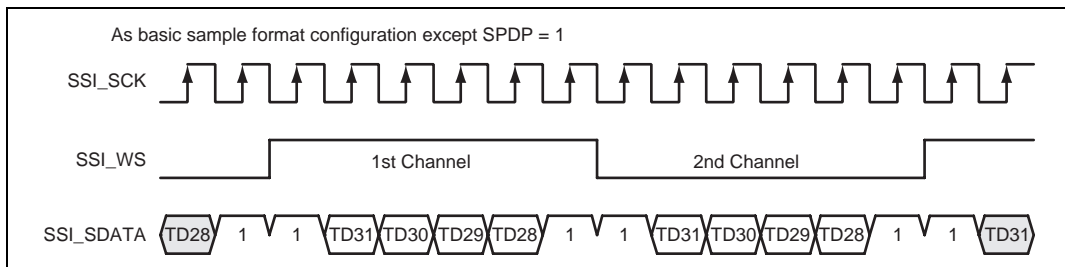 As basic sample format configuration except SPDP = 1
SSI_SCK
SSI_WS 1st Channel 2nd Channel
SSI_SDATA TD28 1 1 TD31 TD30 TD29 TD28 1 1 TD31 TD30 TD29 TD28 1 1 TD31